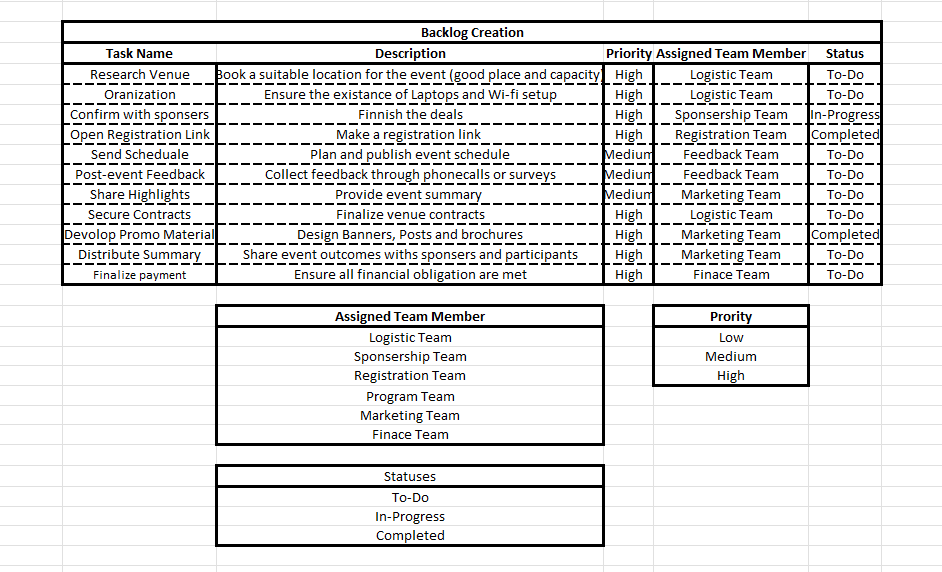 Backlog Creation
Task Name Description Priority Assigned Team Member Status
Research Venue Book a suitable location for the event (good place and capacity) High Logistic Team To-Do
Oranization Ensure the existance of Laptops and Wi-fi setup High Logistic Team To-Do
Confirm with sponsers Finnish the deals High Sponsership Team In-Progress
Open Registration Link Make a registration link High Registration Team Completed
Send Scheduale Plan and publish event schedule Medium Feedback Team To-Do
Post-event Feedback Collect feedback through phonecalls or surveys Medium Feedback Team To-Do
Share Highlights Provide event summary Medium Marketing Team To-Do
Secure Contracts Finalize venue contracts High Logistic Team To-Do
Devolop Promo Material Design Banners, Posts and brochures High Marketing Team Completed
Distribute Summary Share event outcomes withs sponsers and participants High Marketing Team To-Do
Finalize payment Ensure all financial obligation are met High Finace Team To-Do
Assigned Team Member Prority
Logistic Team Low
Sponsership Team Medium
Registration Team High
Program Team
Marketing Team
Finace Team
Statuses
To-Do
In-Progress
Completed